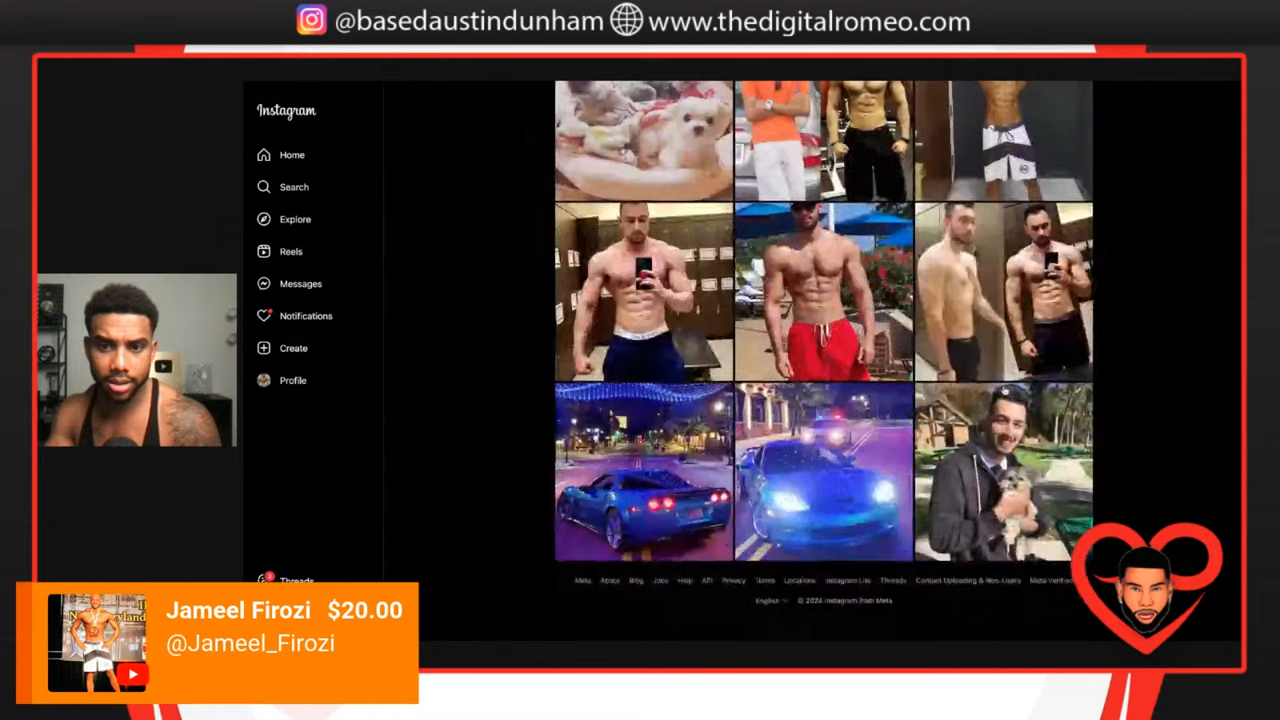 @basedaustindunham www.thedigitalromeo.com
Instagram
Home
Search
Explore
Reels
Messages
Notifications
Create
Profile
3
Threads
Meta About Blog Jobs Help API Privacy Terms Locations Instagram Lite Threads Contact Uploading & Non-Users Meta Verified
English © 2024 Instagram from Meta
Jameel Firozi $20.00
@Jameel_Firozi